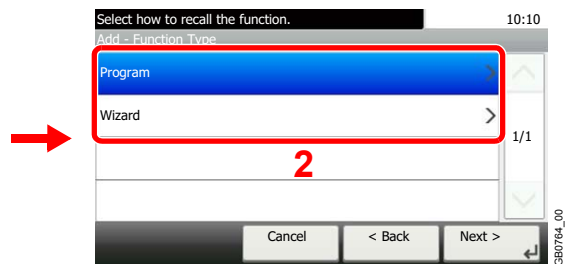 Select how to recall the function.
10:10
Add - Function Type
Program
Wizard
1/1
2
Cancel
< Back
Next >
GB0764_00